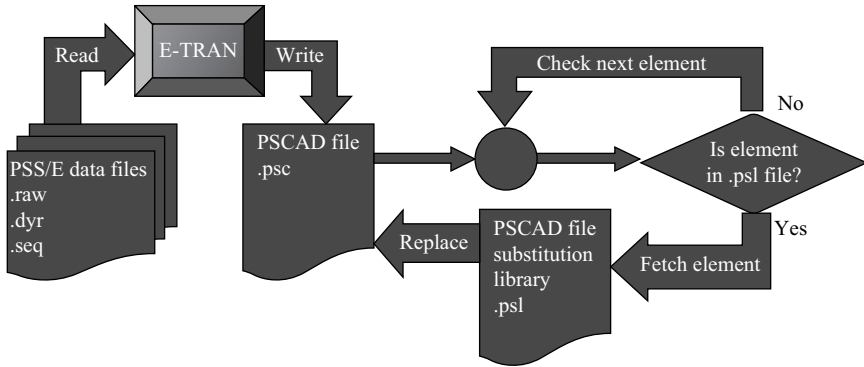 Read
E-TRAN
Write
Check next element
No
PSS/E data files
.raw
.dyr
.seq
PSCAD file
.psc
Is element
in .psl file?
Yes
Replace
PSCAD file
substitution
library
.psl
Fetch element